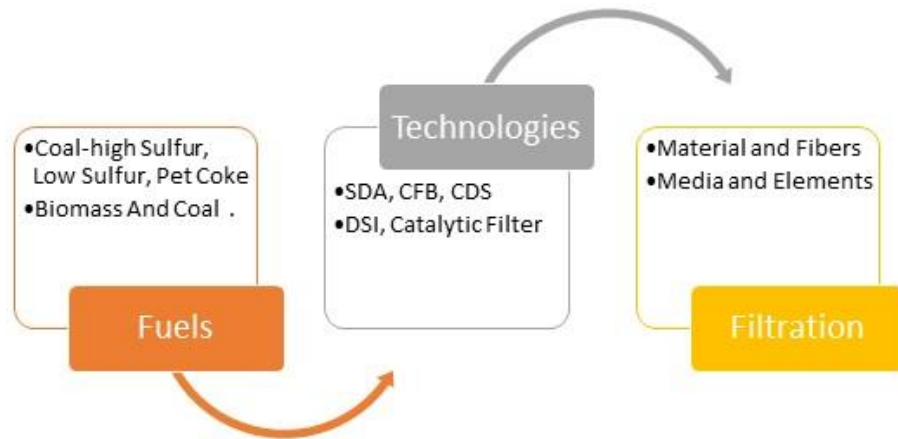 •Coal-high Sulfur,
Low Sulfur, Pet Coke
•Biomass And Coal .
Fuels
Technologies
•SDA, CFB, CDS
•DSI, Catalytic Filter
•Material and Fibers
•Media and Elements
Filtration